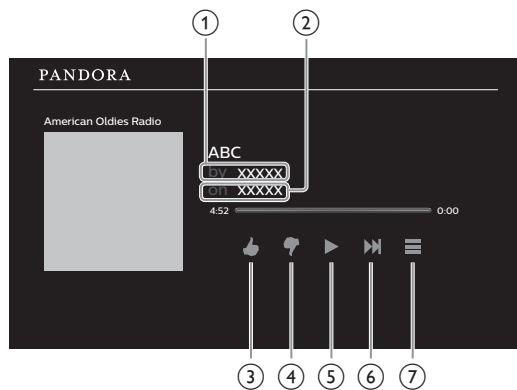 ① ②
PANDORA
American Oldies Radio
ABC
by xxxxx
on xxxxx
4:52 0:00
③ ④ ⑤ ⑥ ⑦